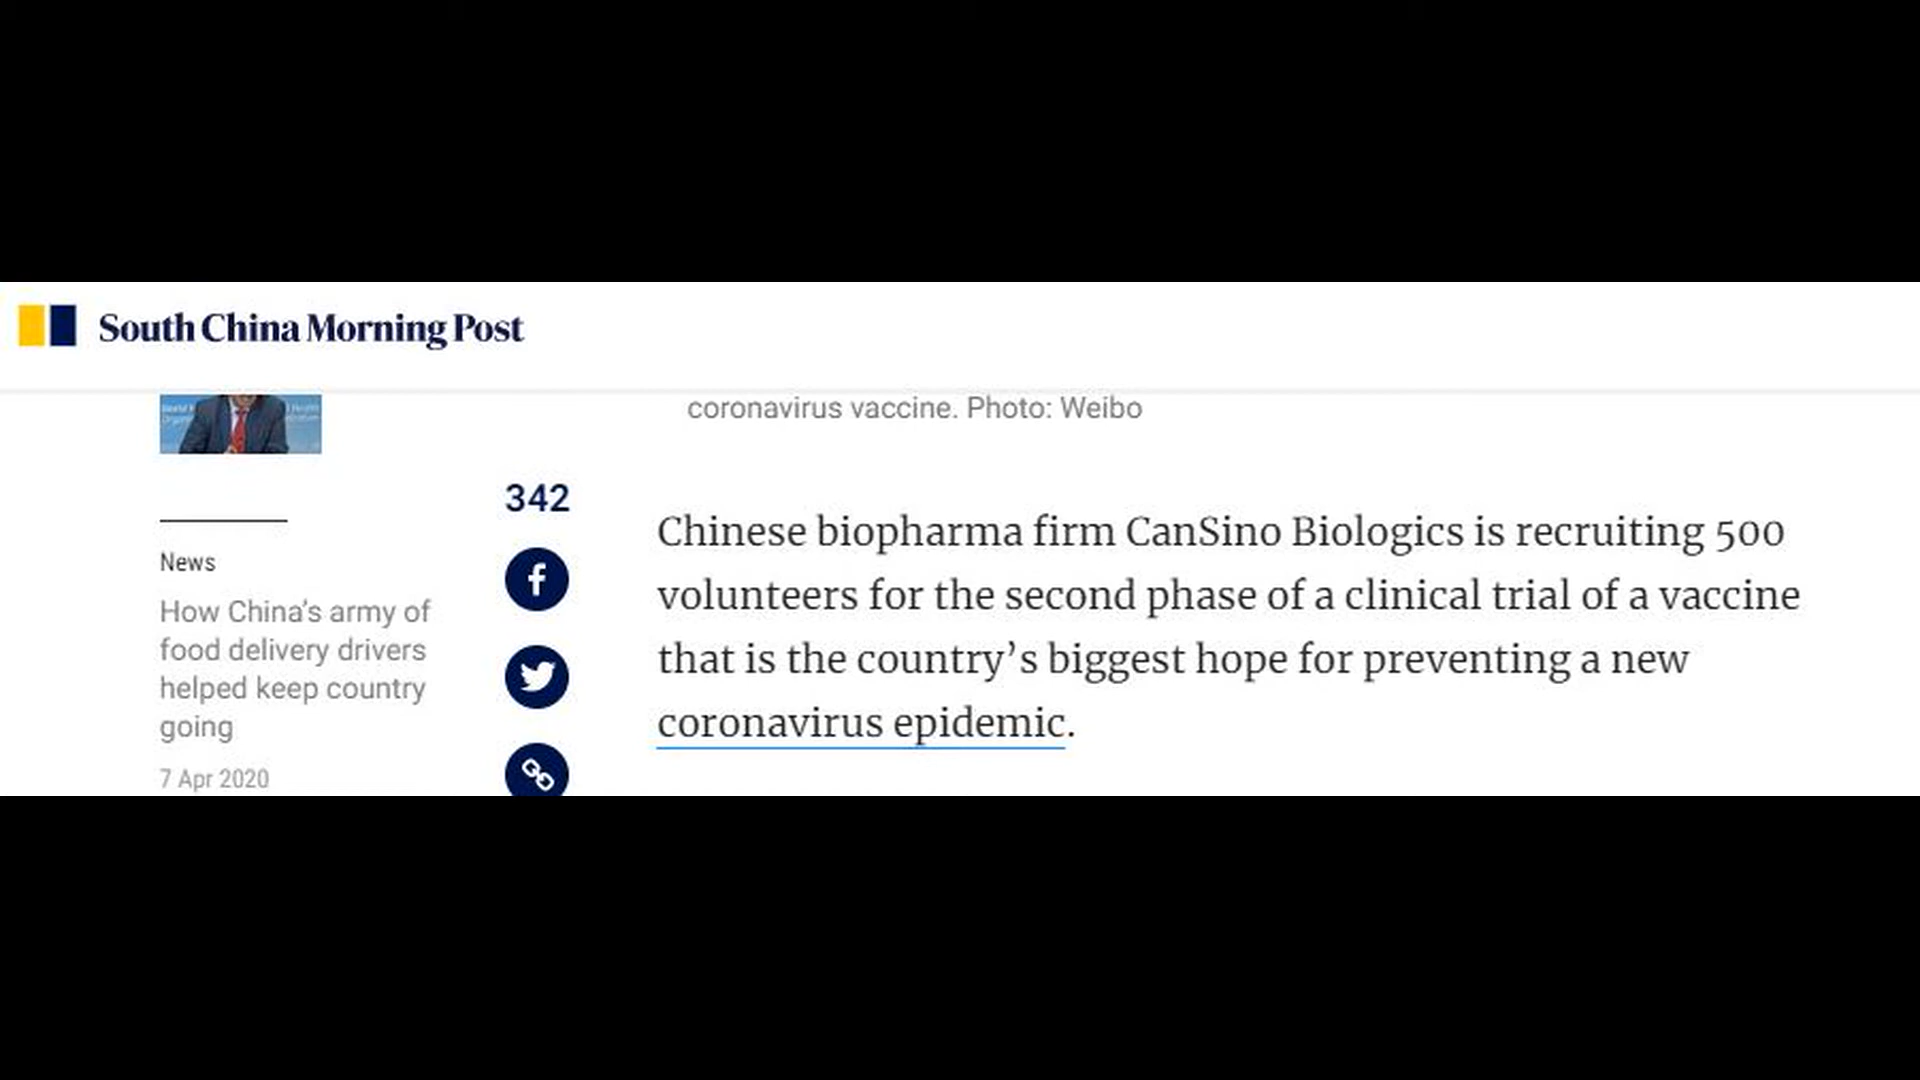 South China Morning Post
coronavirus vaccine. Photo: Weibo
342
Chinese biopharma firm CanSino Biologics is recruiting 500
volunteers for the second phase of a clinical trial of a vaccine
that is the country’s biggest hope for preventing a new
coronavirus epidemic.
News
How China’s army of
food delivery drivers
helped keep country
going
7 Apr 2020